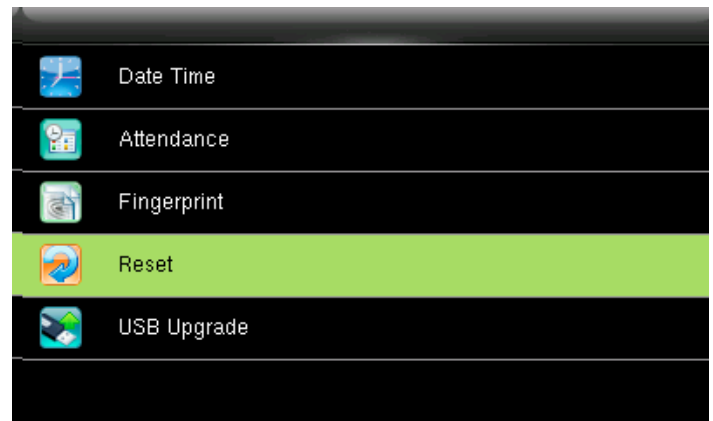 Date Time
Attendance
Fingerprint
Reset
USB Upgrade